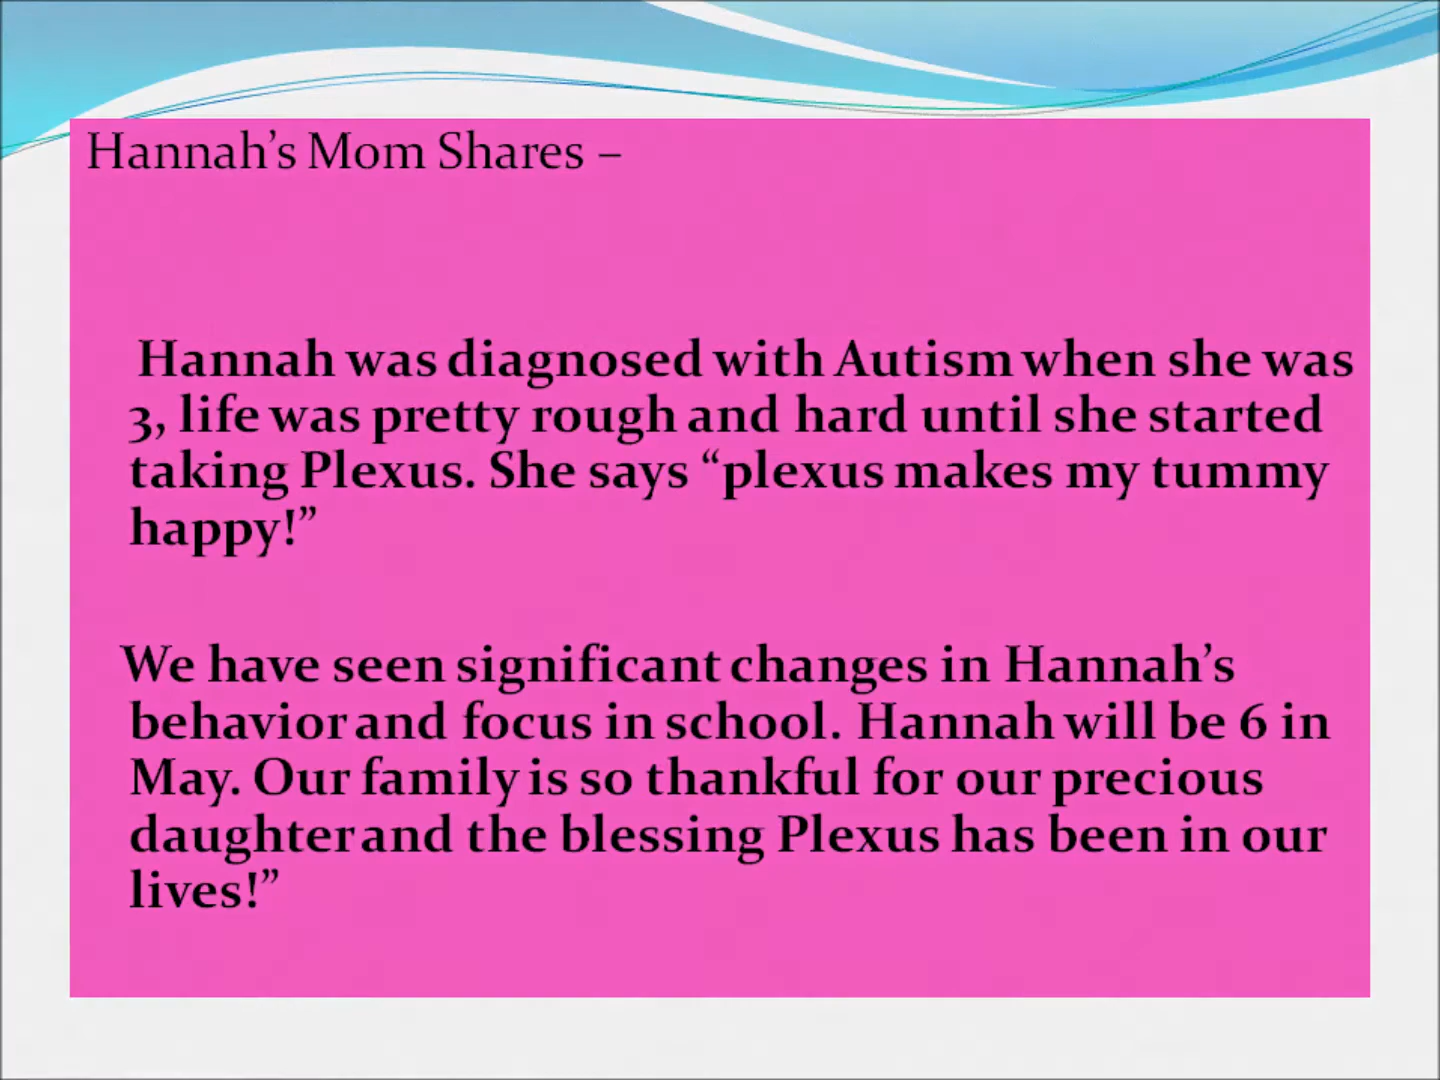 Hannah’s Mom Shares –
Hannah was diagnosed with Autism when she was
3, life was pretty rough and hard until she started
taking Plexus. She says “plexus makes my tummy
happy!”
We have seen significant changes in Hannah’s
behavior and focus in school. Hannah will be 6 in
May. Our family is so thankful for our precious
daughter and the blessing Plexus has been in our
lives!”